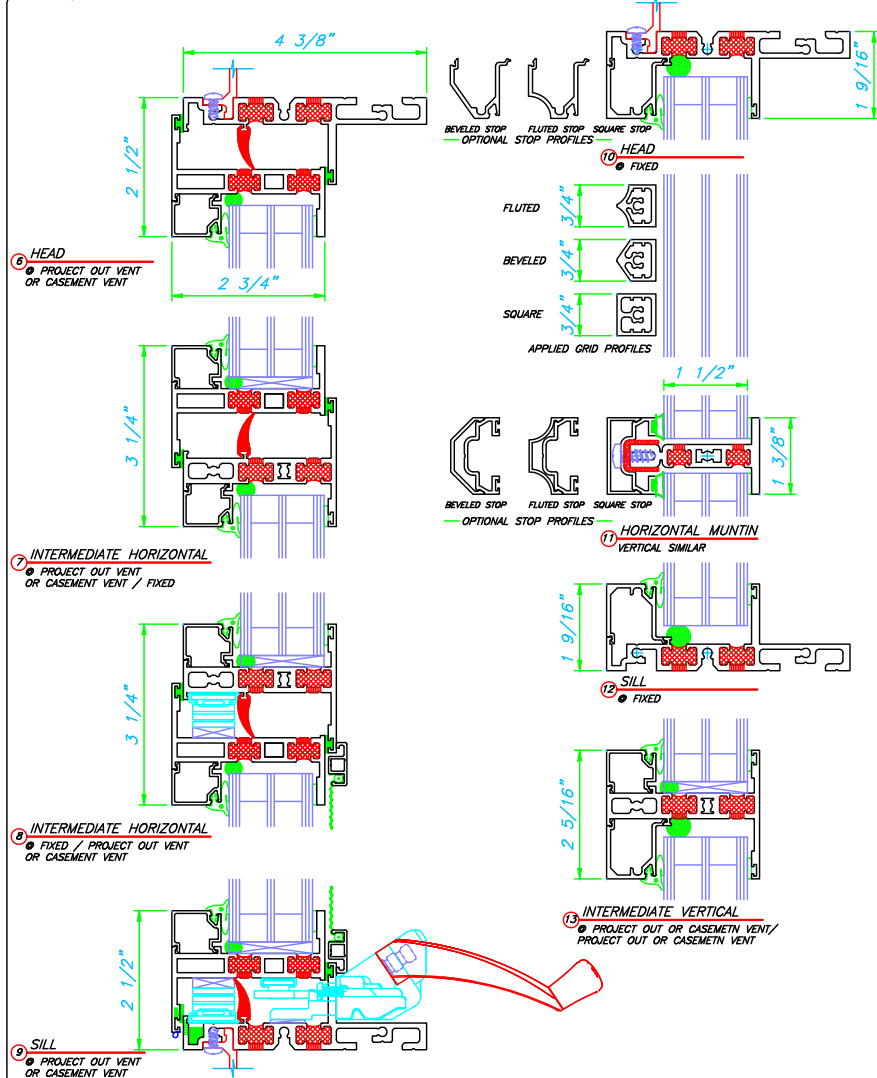 4 3/8"
2 1/2"
6 HEAD
@ PROJECT OUT VENT
OR CASEMENT VENT
2 3/4"
3 1/4"
7 INTERMEDIATE HORIZONTAL
@ PROJECT OUT VENT
OR CASEMENT VENT / FIXED
3 1/4"
8 INTERMEDIATE HORIZONTAL
@ FIXED / PROJECT OUT VENT
OR CASEMENT VENT
2 1/2"
9 SILL
@ PROJECT OUT VENT
OR CASEMENT VENT
1 9/16"
BEVELED STOP FLUTED STOP SQUARE STOP
OPTIONAL STOP PROFILES
10 HEAD
@ FIXED
FLUTED 3/4"
BEVELED 3/4"
SQUARE 3/4"
APPLIED GRID PROFILES
1 1/2"
1 3/8"
BEVELED STOP FLUTED STOP SQUARE STOP
OPTIONAL STOP PROFILES
11 HORIZONTAL MUNTIN
VERTICAL SIMILAR
1 9/16"
12 SILL
@ FIXED
2 5/16"
13 INTERMEDIATE VERTICAL
@ PROJECT OUT OR CASEMETN VENT/
PROJECT OUT OR CASEMETN VENT